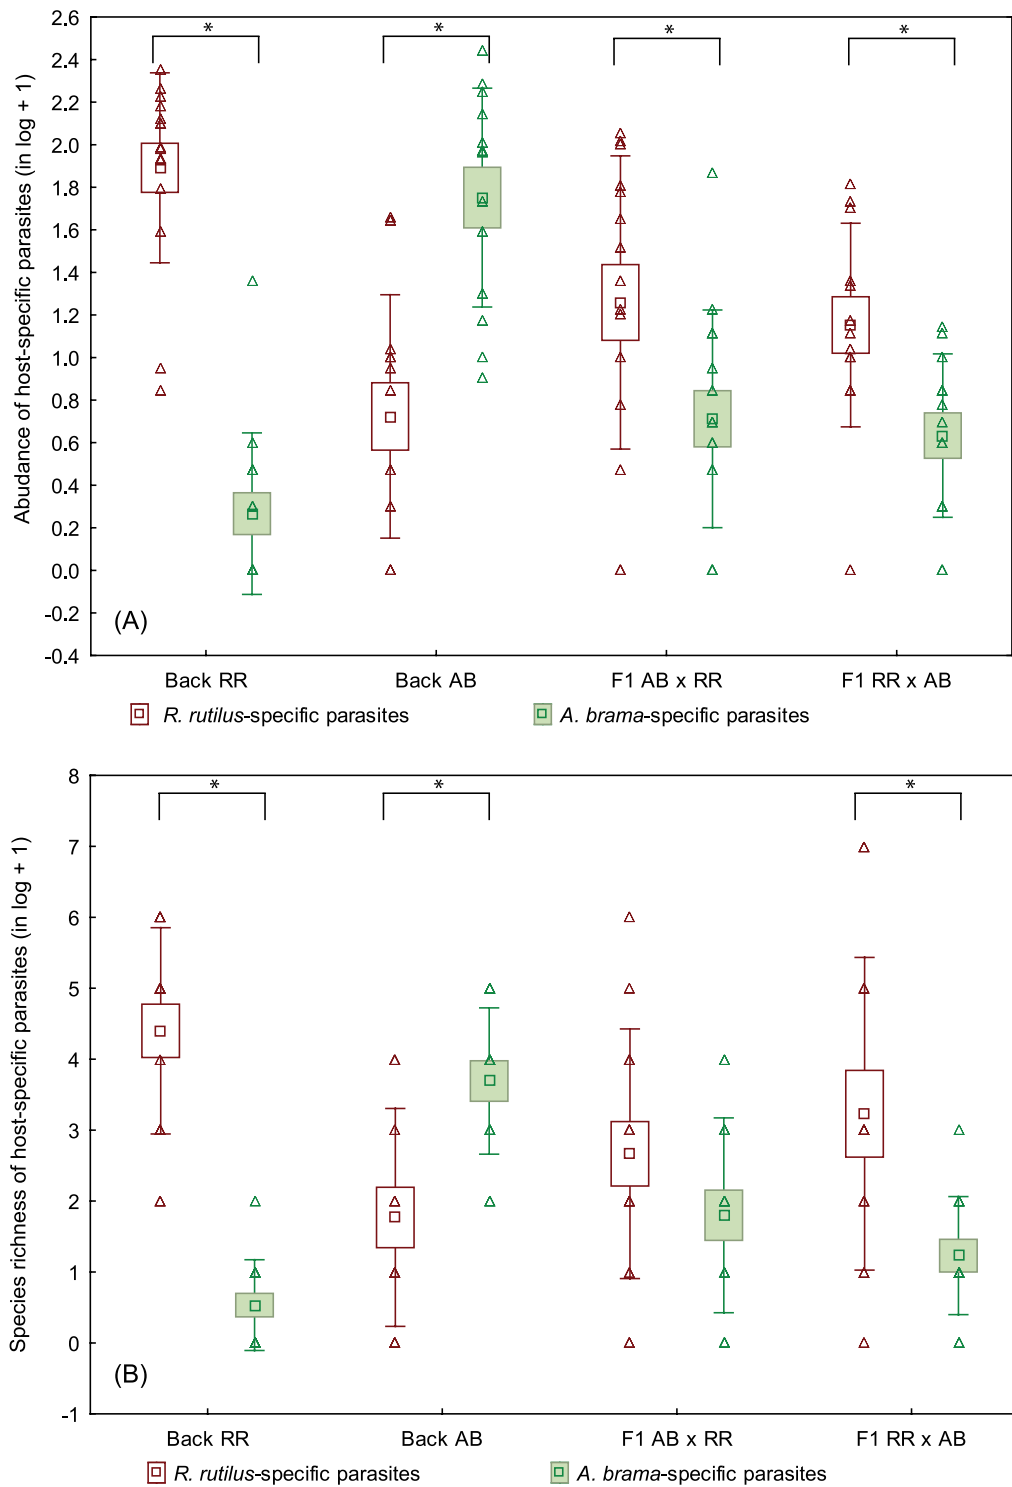 Abudance of host-specific parasites (in log + 1)
2.6
2.4
2.2
2.0
1.8
1.6
1.4
1.2
1.0
0.8
0.6
0.4
0.2
0.0
-0.2
-0.4
* * * *
(A)
Back RR Back AB F1 AB x RR F1 RR x AB
R. rutilus-specific parasites A. brama-specific parasites
Species richness of host-specific parasites (in log + 1)
8
7
6
5
4
3
2
1
0
-1
* * *
(B)
Back RR Back AB F1 AB x RR F1 RR x AB
R. rutilus-specific parasites A. brama-specific parasites